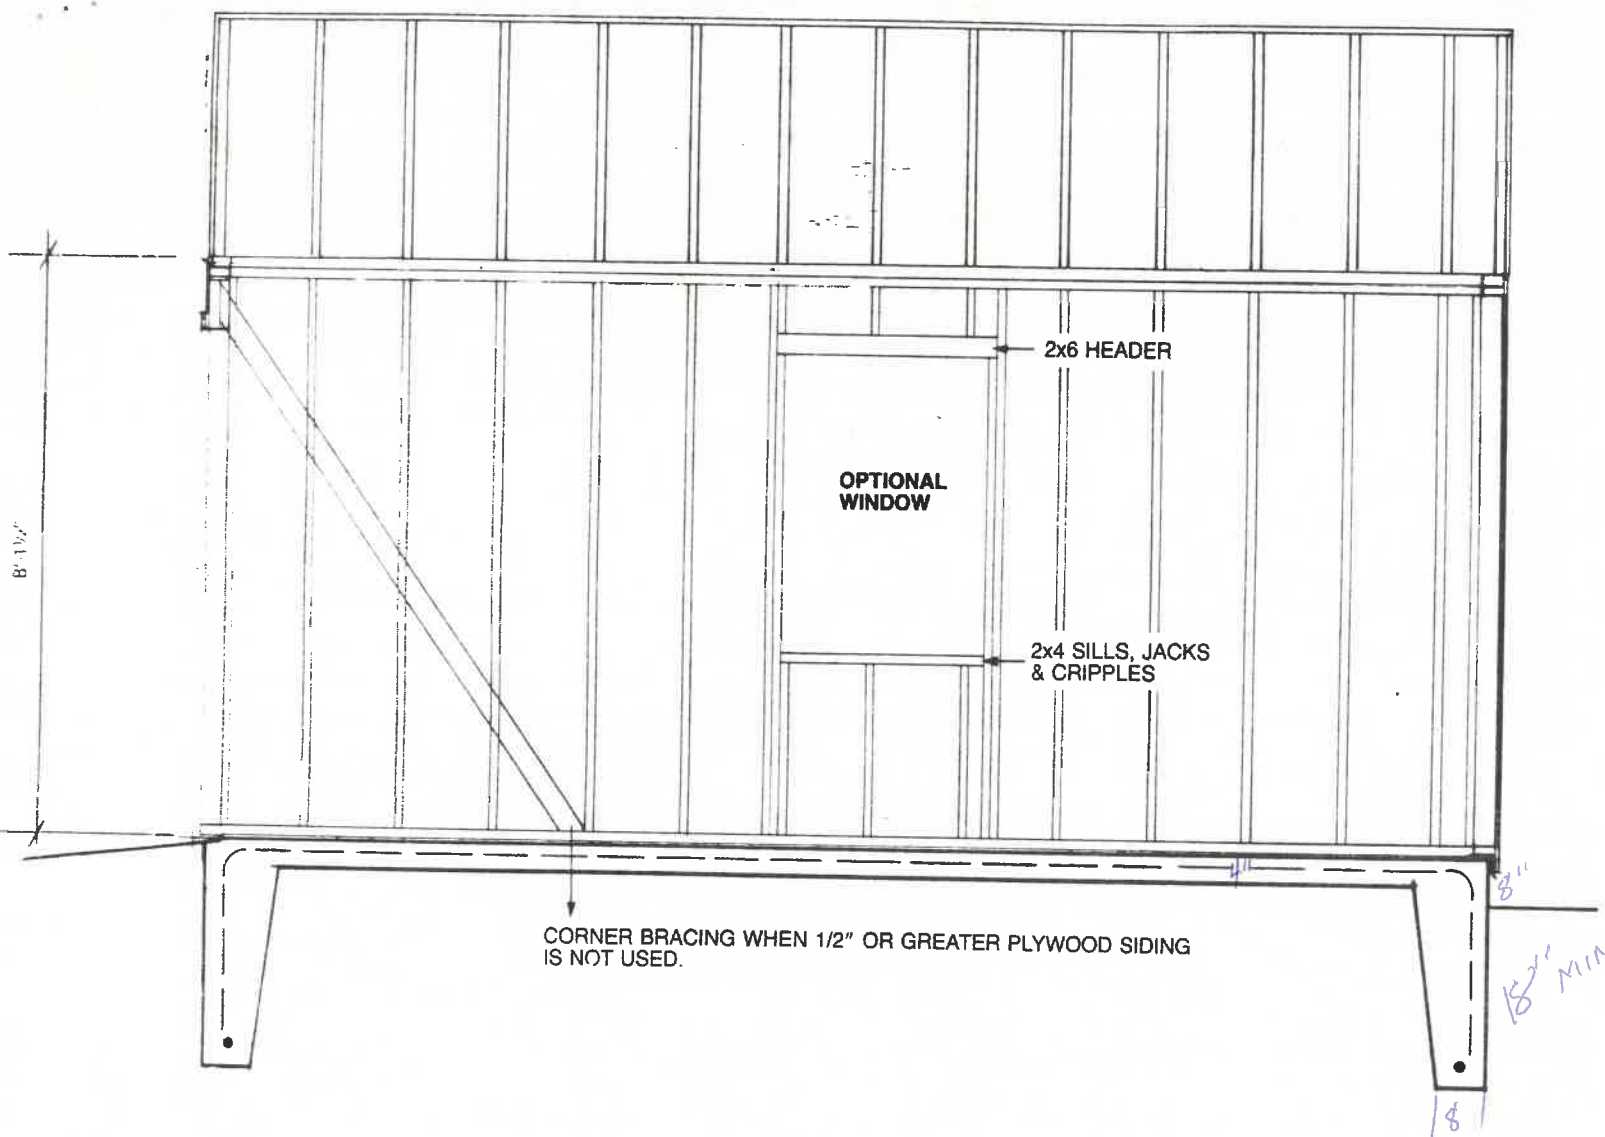 2x6 HEADER
OPTIONAL
WINDOW
8'-1½"
2x4 SILLS, JACKS
& CRIPPLES
4"
8"
CORNER BRACING WHEN 1/2" OR GREATER PLYWOOD SIDING
IS NOT USED.
18" MIN
8